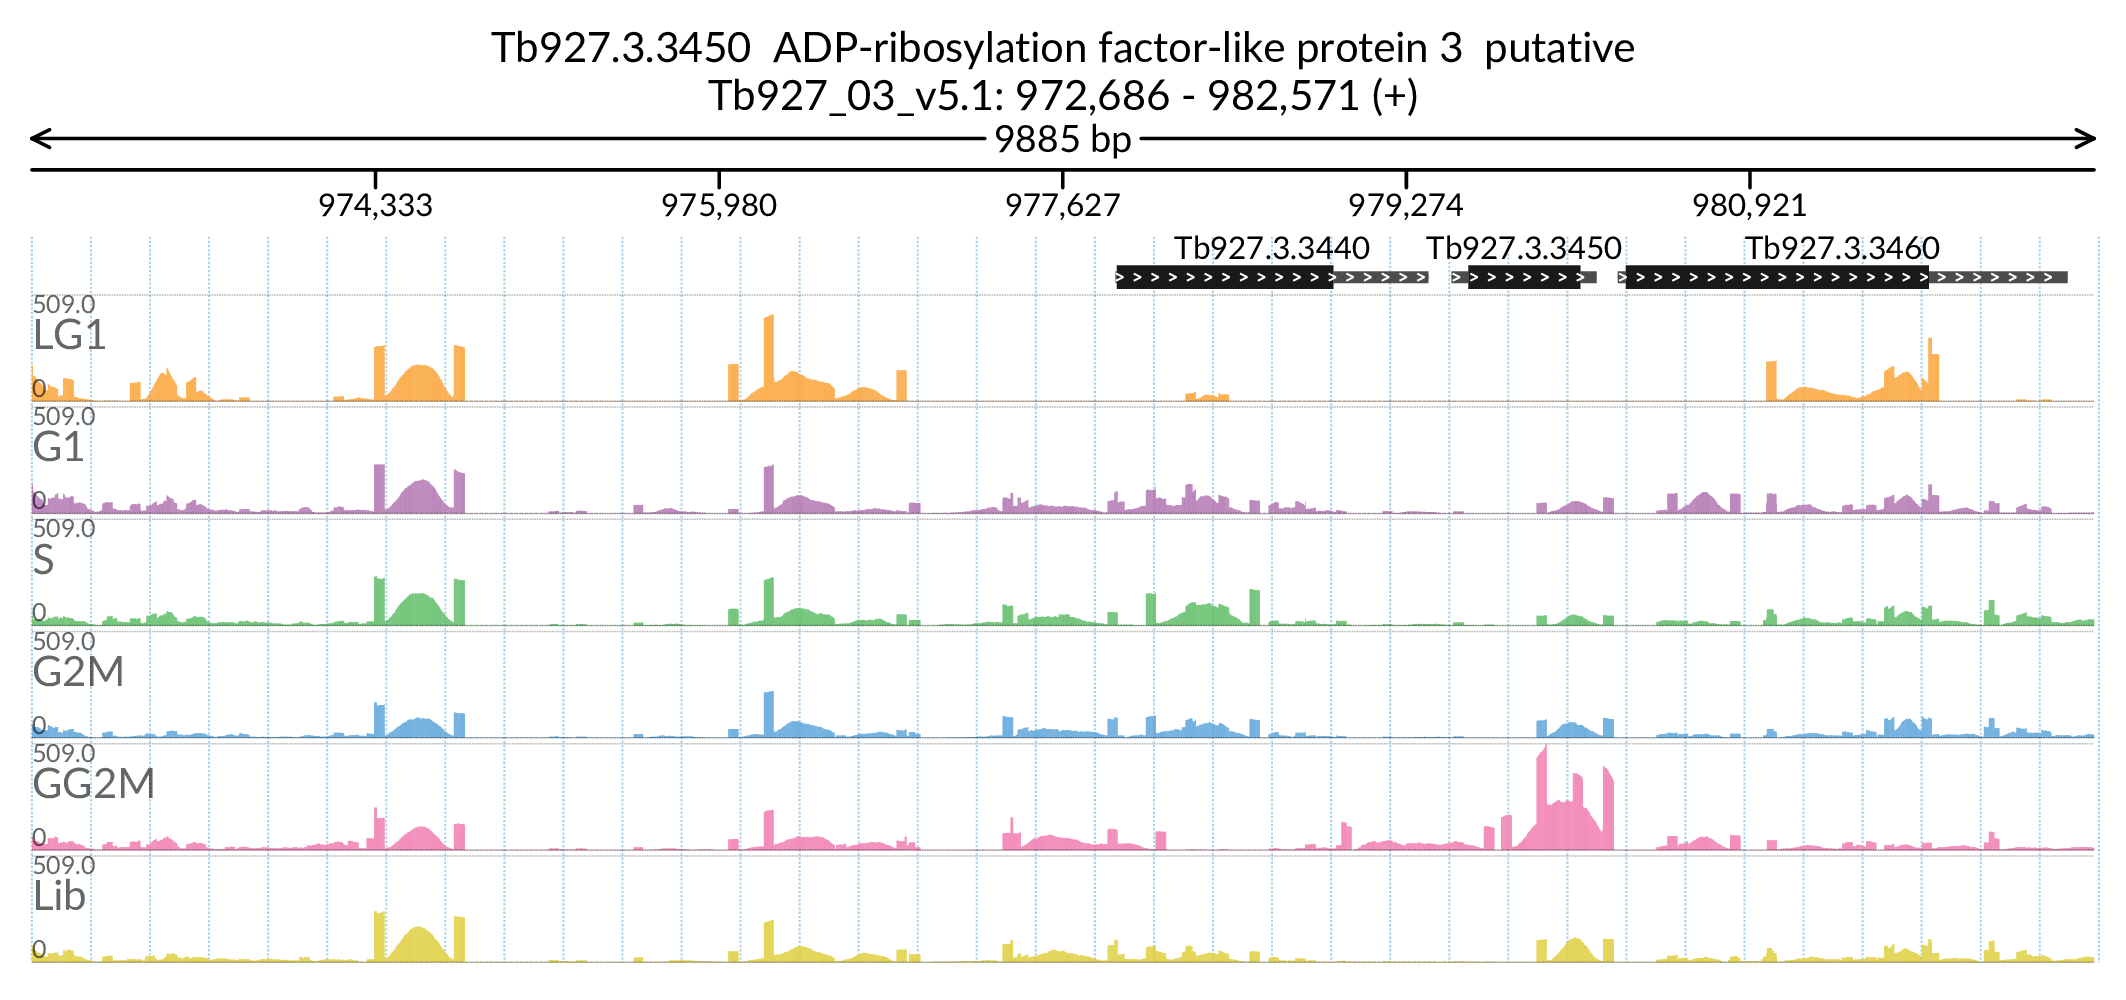 Tb927.3.3450 ADP-ribosylation factor-like protein 3 putative
Tb927_03_v5.1: 972,686 - 982,571 (+)
9885 bp
974,333 975,980 977,627 979,274 980,921
Tb927.3.3440 Tb927.3.3450 Tb927.3.3460
509.0
LG1
0
509.0
G1
0
509.0
S
0
509.0
G2M
0
509.0
GG2M
0
509.0
Lib
0